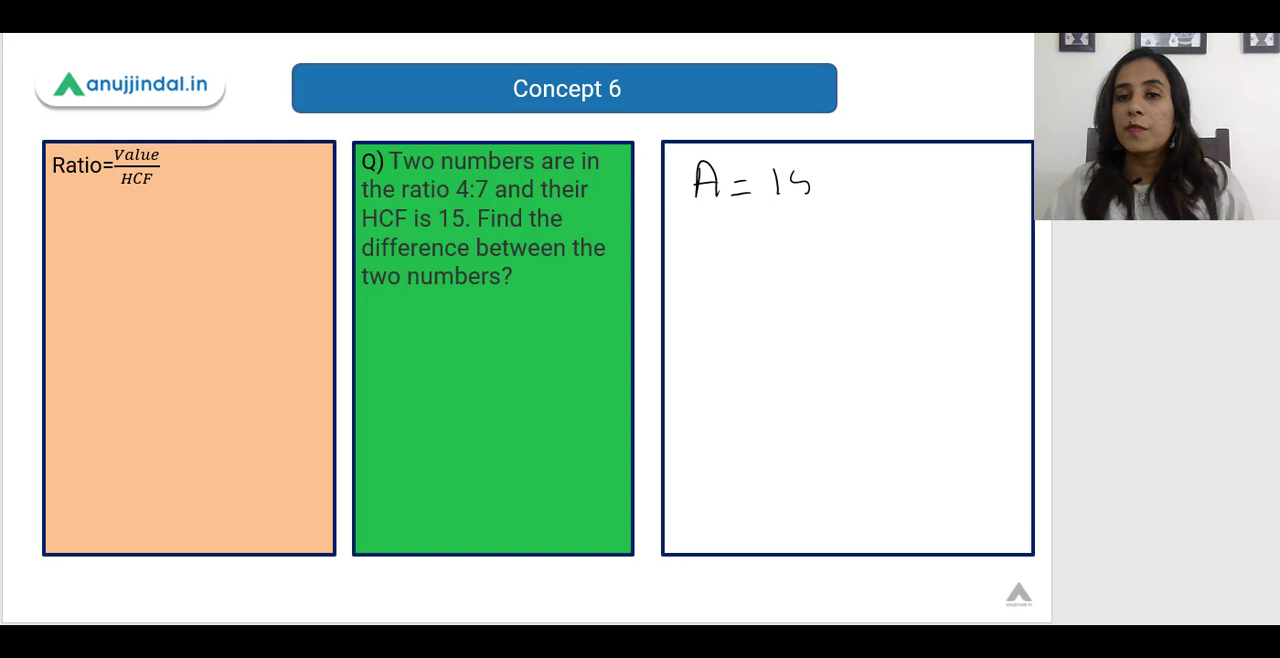 anujjindal.in
Concept 6
Ratio=Value/HCF
Q) Two numbers are in
the ratio 4:7 and their
HCF is 15. Find the
difference between the
two numbers?
A = 15